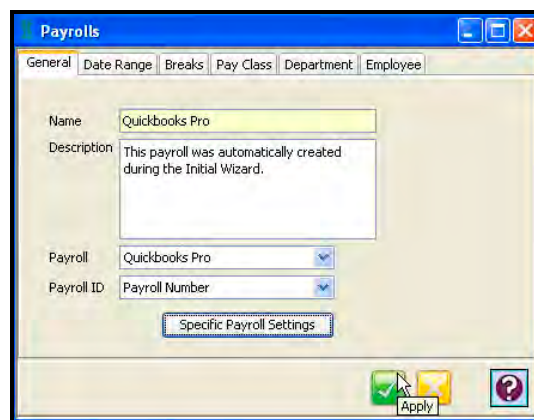 Payrolls
General Date Range Breaks Pay Class Department Employee
Name Quickbooks Pro
Description This payroll was automatically created
during the Initial Wizard.
Payroll Quickbooks Pro
Payroll ID Payroll Number
Specific Payroll Settings
?
Apply